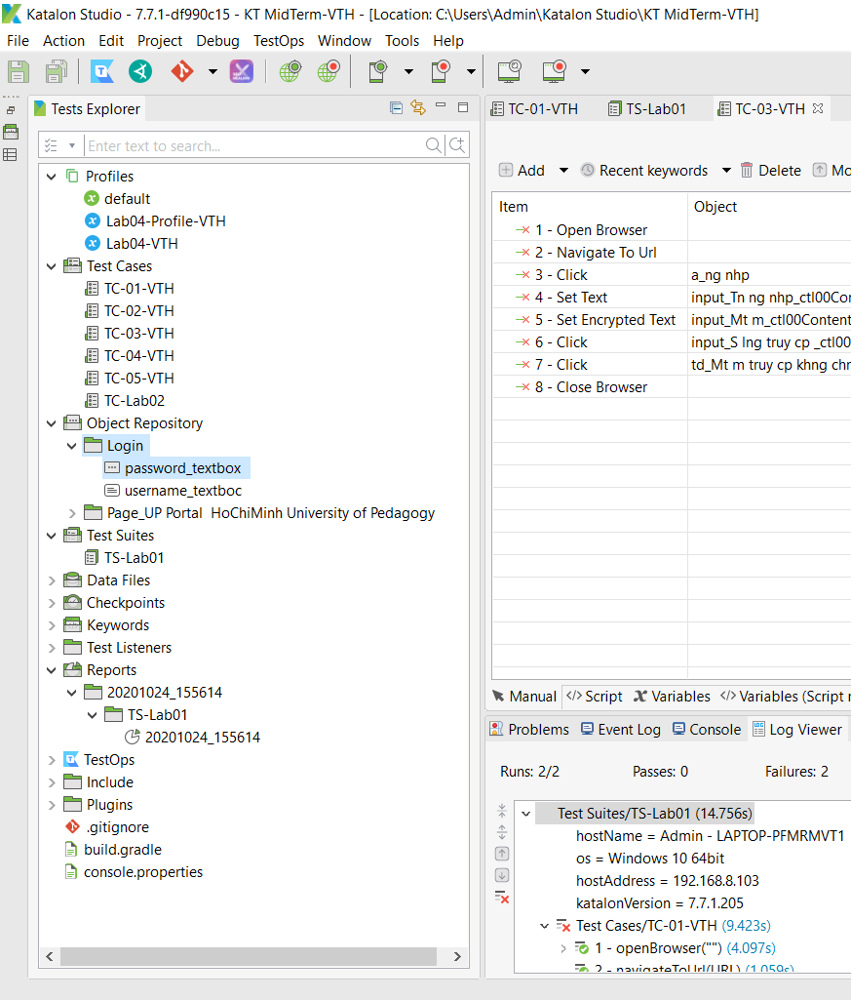 Katalon Studio - 7.7.1-df990c15 - KT MidTerm-VTH - [Location: C:\Users\Admin\Katalon Studio\KT MidTerm-VTH]
File Action Edit Project Debug TestOps Window Tools Help
Tests Explorer
Enter text to search...
Profiles
default
Lab04-Profile-VTH
Lab04-VTH
Test Cases
TC-01-VTH
TC-02-VTH
TC-03-VTH
TC-04-VTH
TC-05-VTH
TC-Lab02
Object Repository
Login
password_textbox
username_textboc
Page_UP Portal HoChiMinh University of Pedagogy
Test Suites
TS-Lab01
Data Files
Checkpoints
Keywords
Test Listeners
Reports
20201024_155614
TS-Lab01
20201024_155614
TestOps
Include
Plugins
.gitignore
build.gradle
console.properties
TC-01-VTH TS-Lab01 TC-03-VTH
Add Recent keywords Delete Mo
Item Object
1 - Open Browser
2 - Navigate To Url
3 - Click a_ng nhp
4 - Set Text input_Tn ng nhp_ctl00Con
5 - Set Encrypted Text input_Mt m_ctl00Content
6 - Click input_S lng truy cp _ctl00
7 - Click td_Mt m truy cp khng chn
8 - Close Browser
Manual Script Variables Variables (Script m
Problems Event Log Console Log Viewer
Runs: 2/2 Passes: 0 Failures: 2
Test Suites/TS-Lab01 (14.756s)
hostName = Admin - LAPTOP-PFMRMVT1
os = Windows 10 64bit
hostAddress = 192.168.8.103
katalonVersion = 7.7.1.205
Test Cases/TC-01-VTH (9.423s)
1 - openBrowser("") (4.097s)
2 - navigateToUrl(URL) (1.059s)